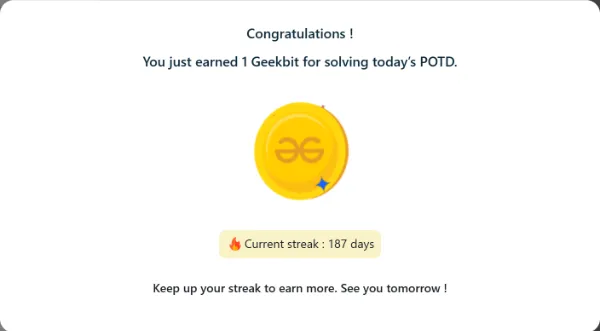 Congratulations !
You just earned 1 Geekbit for solving today's POTD.
Current streak : 187 days
Keep up your streak to earn more. See you tomorrow !